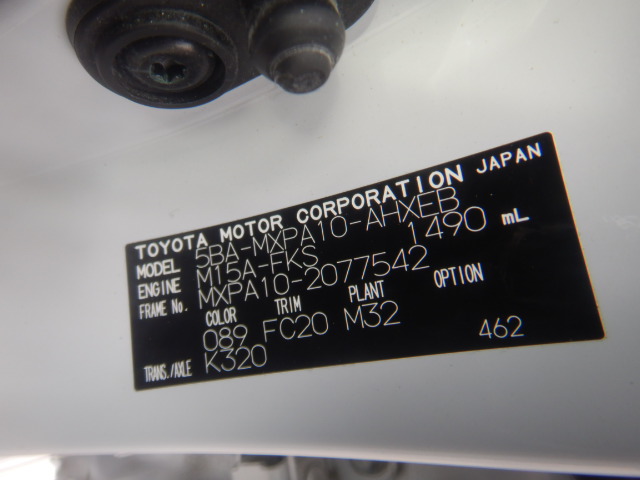 TOYOTA MOTOR CORPORATION JAPAN
MODEL 5BA-MXPA10-AHXEB
ENGINE M15A-FKS 1490 mL
FRAME No. MXPA10-2077542
COLOR TRIM PLANT OPTION
089 FC20 M32
TRANS./AXLE K320 462